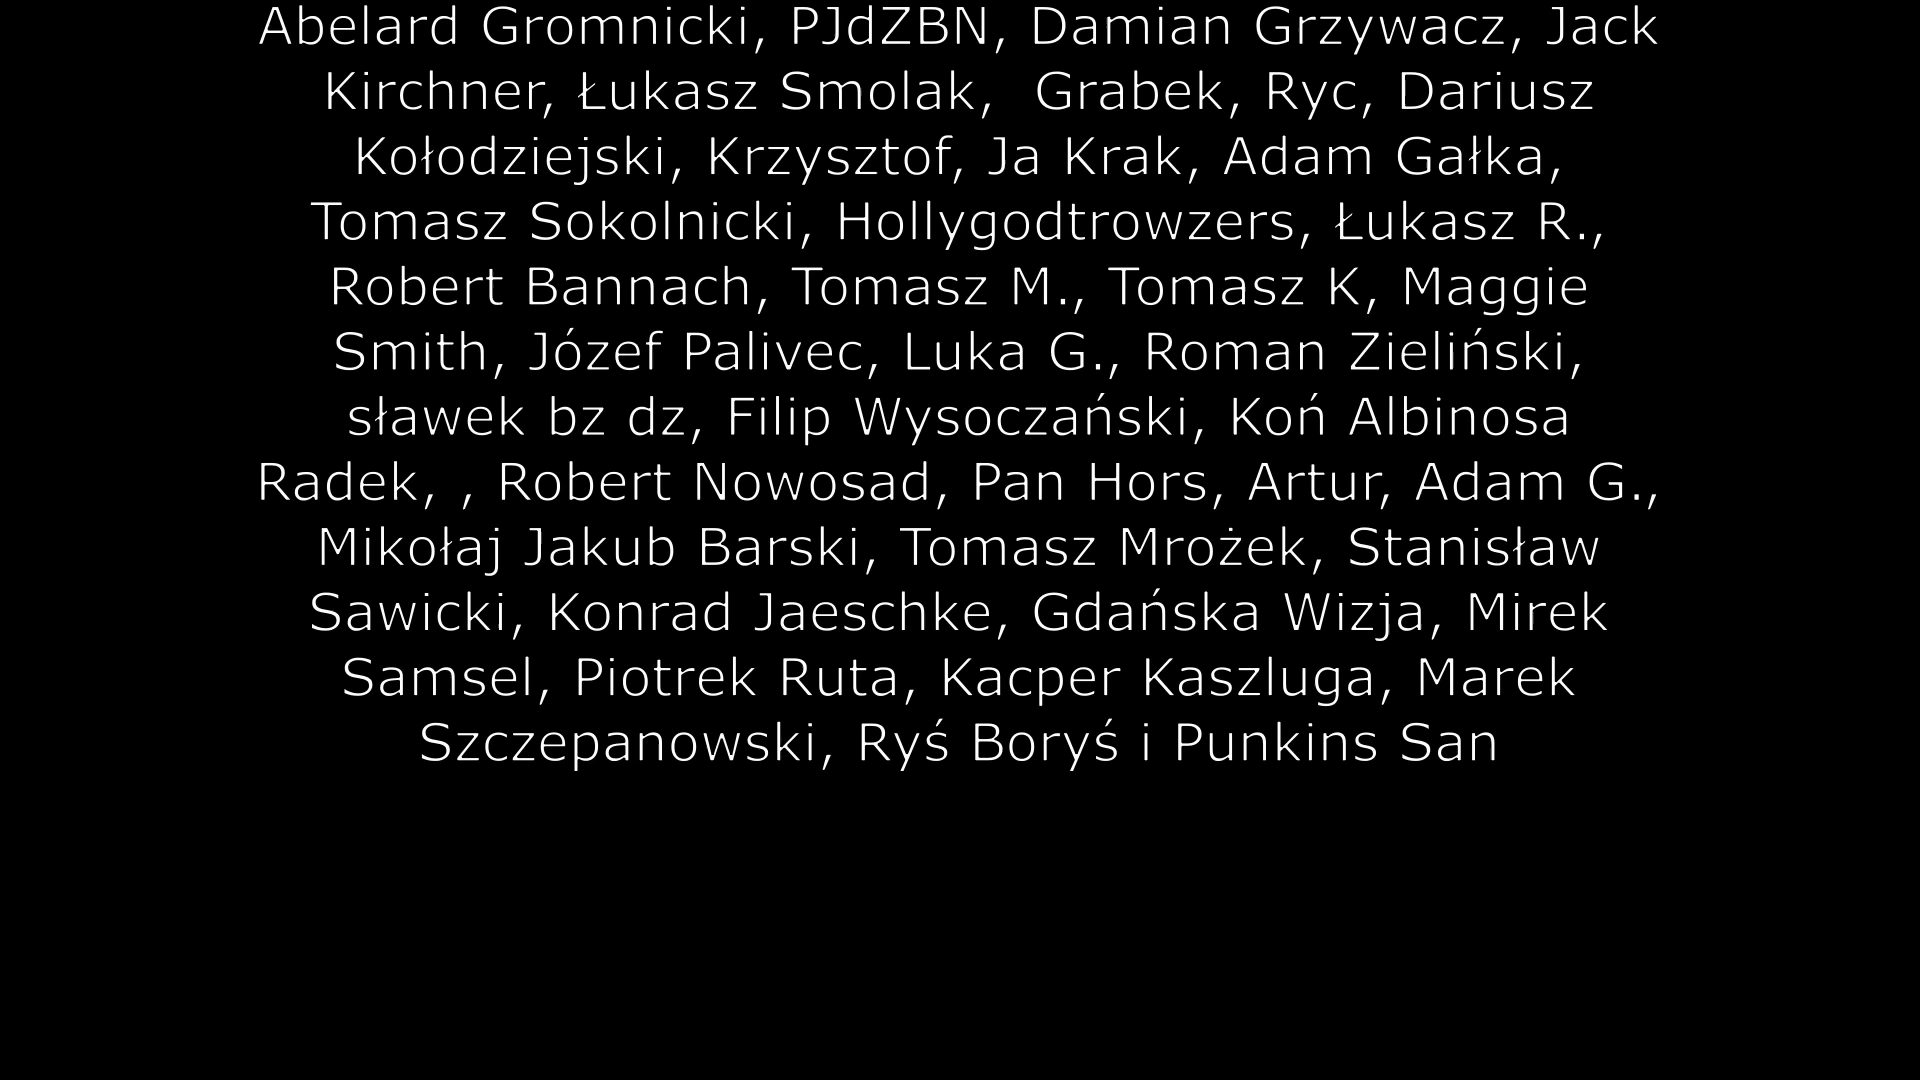 Abelard Gromnicki, PJdZBN, Damian Grzywacz, Jack
Kirchner, Łukasz Smolak,  Grabek, Ryc, Dariusz
Kołodziejski, Krzysztof, Ja Krak, Adam Gałka,
Tomasz Sokolnicki, Hollygodtrowzers, Łukasz R.,
Robert Bannach, Tomasz M., Tomasz K, Maggie
Smith, Józef Palivec, Luka G., Roman Zieliński,
sławek bz dz, Filip Wysoczański, Koń Albinosa
Radek, , Robert Nowosad, Pan Hors, Artur, Adam G.,
Mikołaj Jakub Barski, Tomasz Mrożek, Stanisław
Sawicki, Konrad Jaeschke, Gdańska Wizja, Mirek
Samsel, Piotrek Ruta, Kacper Kaszluga, Marek
Szczepanowski, Ryś Boryś i Punkins San